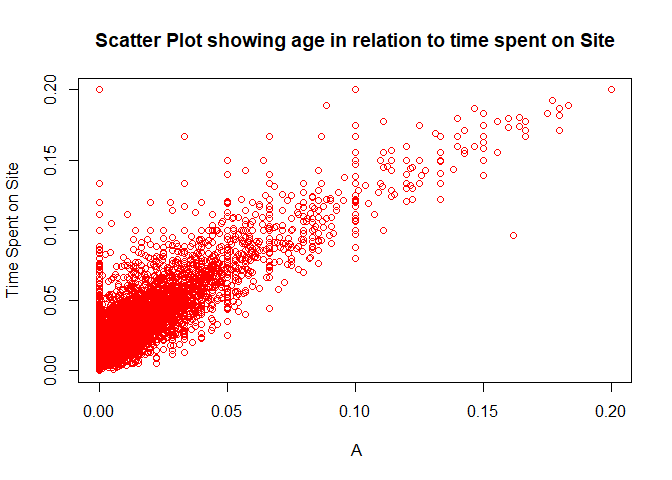 Scatter Plot showing age in relation to time spent on Site
Time Spent on Site
0.20
0.15
0.10
0.05
0.00
0.00 0.05 0.10 0.15 0.20
A